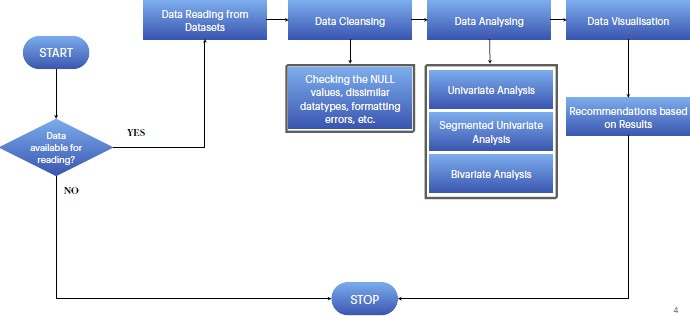 Data Reading from
Datasets
Data Cleansing
Data Analysing
Data Visualisation
START
Checking the NULL
values, dissimilar
datatypes, formatting
errors, etc.
Univariate Analysis
Segmented Univariate
Analysis
Bivariate Analysis
Recommendations based
on Results
Data
available for
reading?
YES
NO
STOP
4